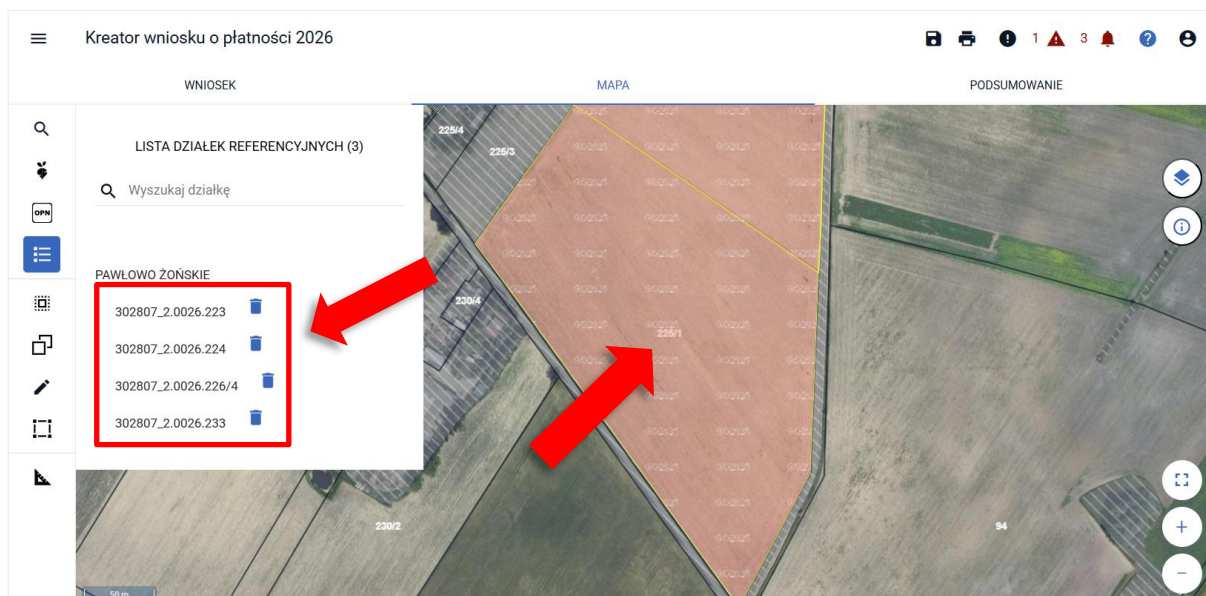 Kreator wniosku o płatności 2026
1
3
WNIOSEK
MAPA
PODSUMOWANIE
LISTA DZIAŁEK REFERENCYJNYCH (3)
Wyszukaj działkę
OPN
PAWŁOWO ŻOŃSKIE
302807_2.0026.223
302807_2.0026.224
302807_2.0026.226/4
302807_2.0026.233
225/4
225/3
230/4
225/1
230/2
94
50 m